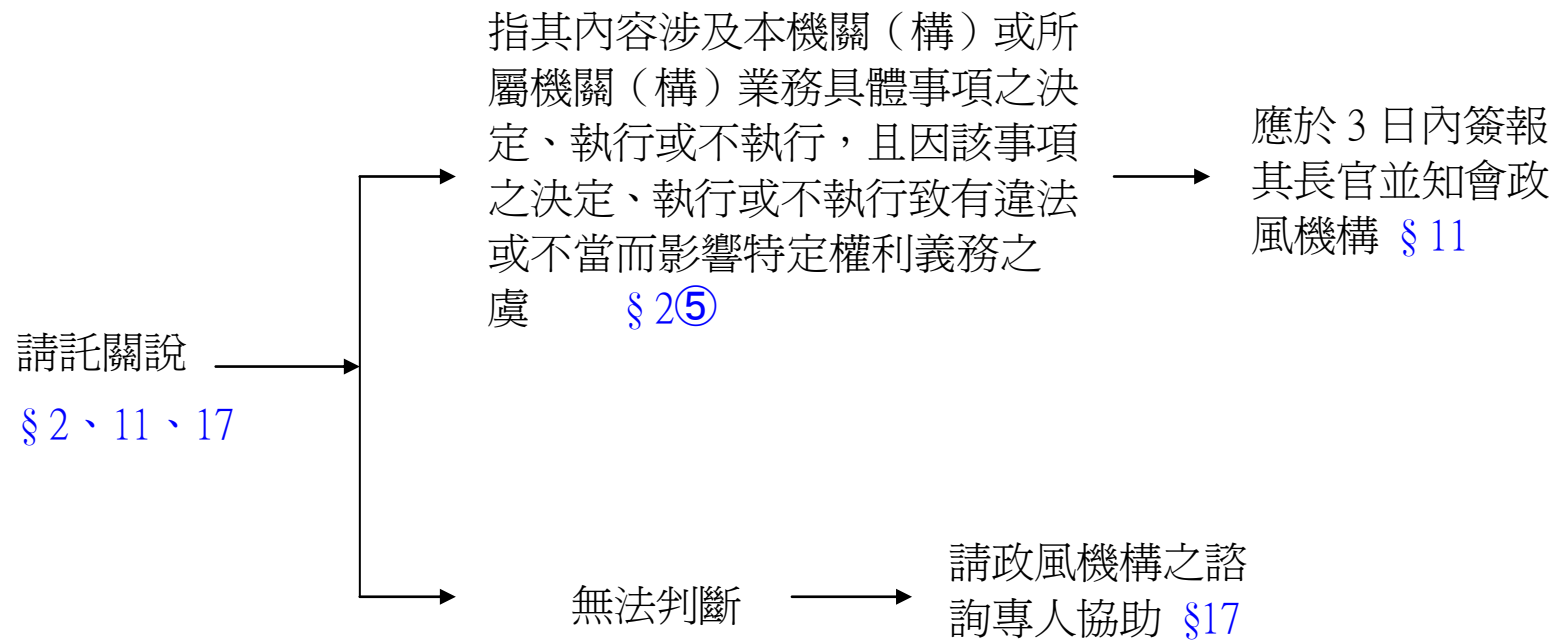 指其內容涉及本機關（構）或所
屬機關（構）業務具體事項之決
定、執行或不執行，且因該事項
之決定、執行或不執行致有違法
或不當而影響特定權利義務之
虞 §2⑤
應於 3 日內簽報
其長官並知會政
風機構 §11
請託關說
§2、11、17
無法判斷
請政風機構之諮
詢專人協助 §17